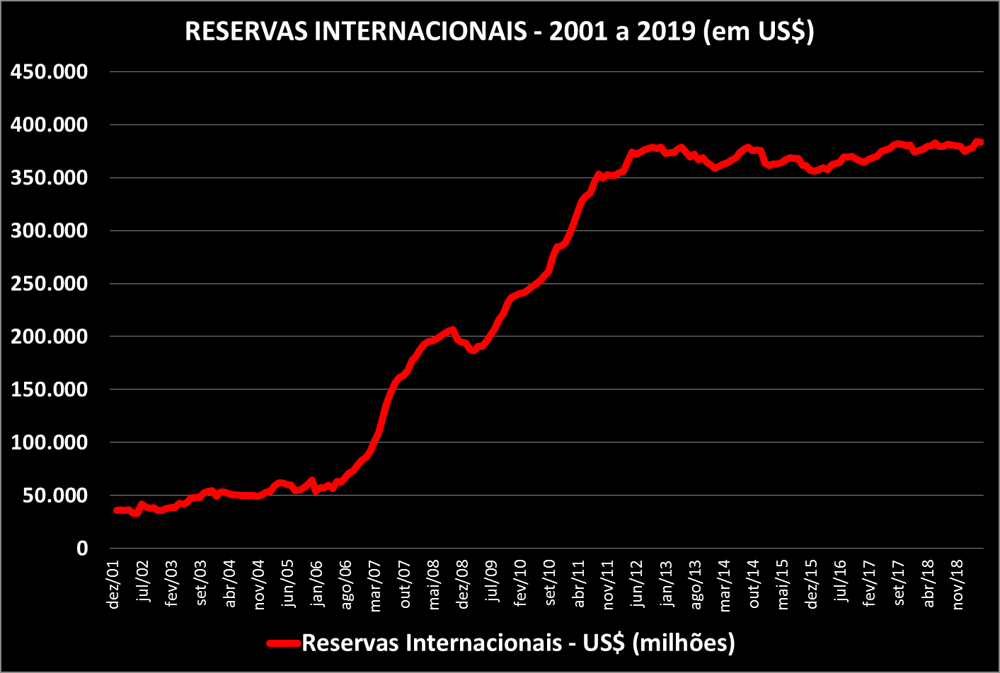 RESERVAS INTERNACIONAIS - 2001 a 2019 (em US$)
450.000
400.000
350.000
300.000
250.000
200.000
150.000
100.000
50.000
0
dez/01
jul/02
fev/03
set/03
abr/04
nov/04
jun/05
jan/06
ago/06
mar/07
out/07
mai/08
dez/08
jul/09
fev/10
set/10
abr/11
nov/11
jun/12
jan/13
ago/13
mar/14
out/14
mai/15
dez/15
jul/16
fev/17
set/17
abr/18
nov/18
Reservas Internacionais - US$ (milhões)